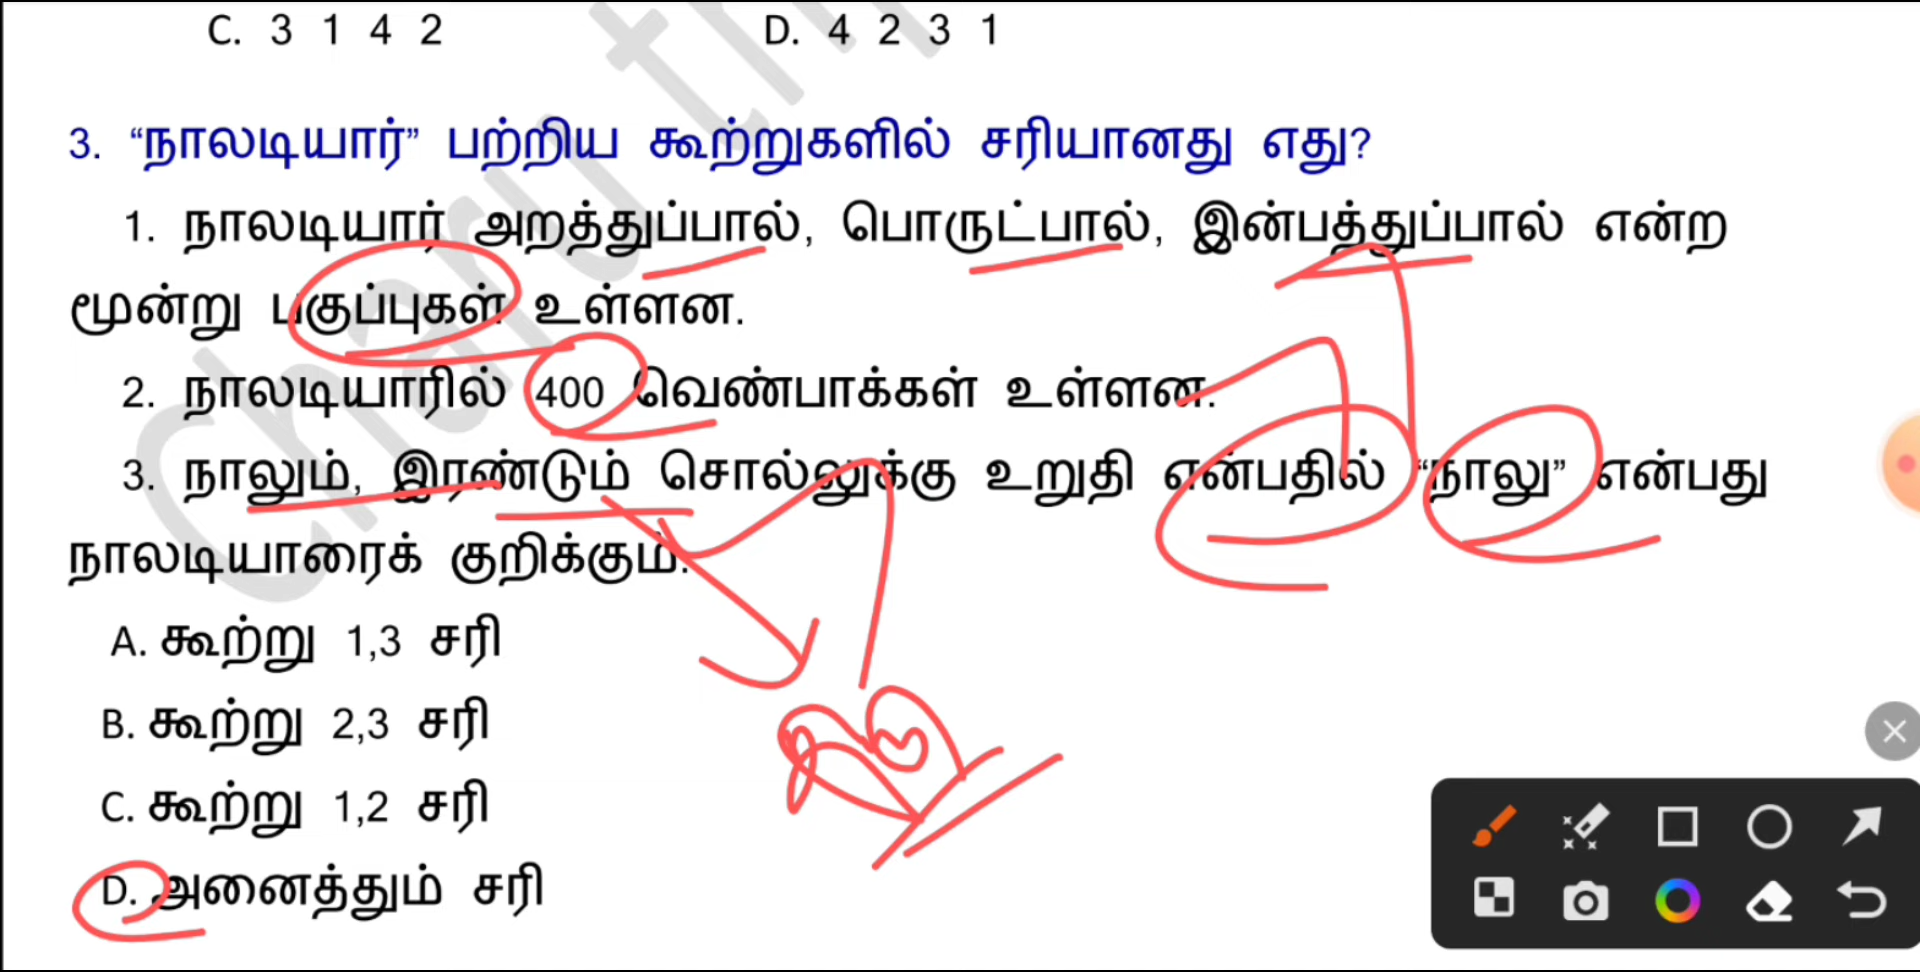 C. 3 1 4 2 D. 4 2 3 1
3. “நாலடியார்” பற்றிய கூற்றுகளில் சரியானது எது?
1. நாலடியார் அறத்துப்பால், பொருட்பால், இன்பத்துப்பால் என்ற
மூன்று பகுப்புகள் உள்ளன.
2. நாலடியாரில் 400 வெண்பாக்கள் உள்ளன.
3. நாலும், இரண்டும் சொல்லுக்கு உறுதி என்பதில் “நாலு” என்பது
நாலடியாரைக் குறிக்கும்.
A. கூற்று 1,3 சரி
B. கூற்று 2,3 சரி
C. கூற்று 1,2 சரி
D. அனைத்தும் சரி